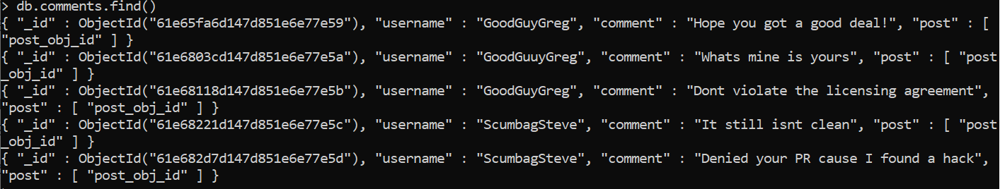 > db.comments.find()
{ "_id" : ObjectId("61e65fa6d147d851e6e77e59"), "username" : "GoodGuyGreg", "comment" : "Hope you got a good deal!", "post" : [
"post_obj_id" ] }
{ "_id" : ObjectId("61e6803cd147d851e6e77e5a"), "username" : "GoodGuuyGreg", "comment" : "Whats mine is yours", "post" : [ "post
_obj_id" ] }
{ "_id" : ObjectId("61e68118d147d851e6e77e5b"), "username" : "GoodGuyGreg", "comment" : "Dont violate the licensing agreement",
"post" : [ "post_obj_id" ] }
{ "_id" : ObjectId("61e68221d147d851e6e77e5c"), "username" : "ScumbagSteve", "comment" : "It still isnt clean", "post" : [ "post
_obj_id" ] }
{ "_id" : ObjectId("61e682d7d147d851e6e77e5d"), "username" : "ScumbagSteve", "comment" : "Denied your PR cause I found a hack",
"post" : [ "post_obj_id" ] }